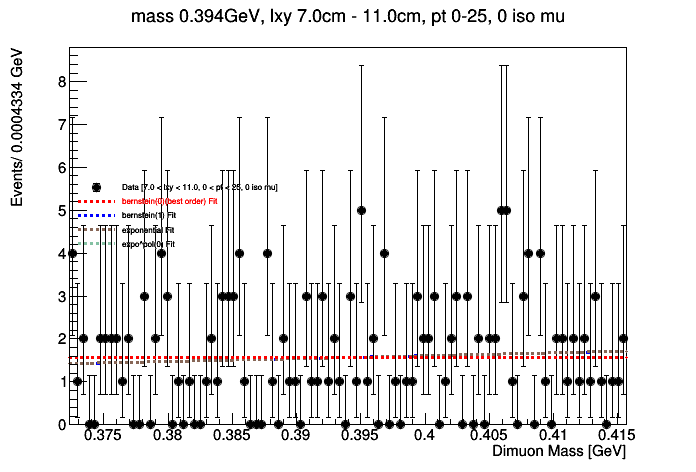 mass 0.394GeV, lxy 7.0cm - 11.0cm, pt 0-25, 0 iso mu
Events/ 0.0004334 GeV
8
7
6
5
4
3
2
1
0
Data [7.0 < lxy < 11.0, 0 < pt < 25, 0 iso mu]
bernstein(0)(best order) Fit
bernstein(1) Fit
exponential Fit
expo*pol(0) Fit
0.375 0.38 0.385 0.39 0.395 0.4 0.405 0.41 0.415
Dimuon Mass [GeV]